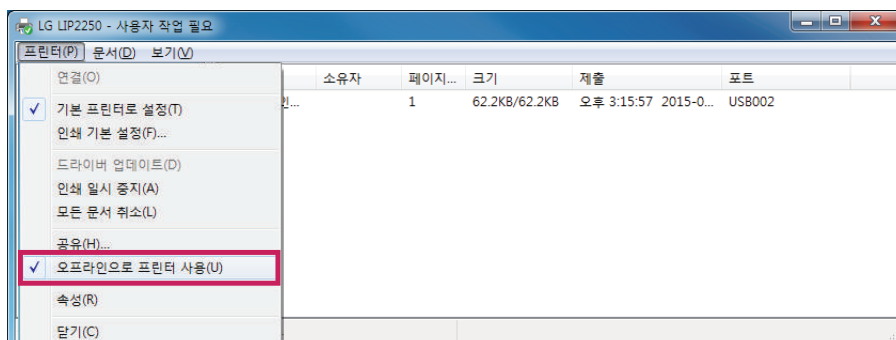 LG LIP2250 - 사용자 작업 필요
프린터(P) 문서(D) 보기(V)
소유자 페이지... 크기 제출 포트
1 62.2KB/62.2KB 오후 3:15:57 2015-0... USB002
연결(O)
기본 프린터로 설정(T)
인쇄 기본 설정(F)...
드라이버 업데이트(D)
인쇄 일시 중지(A)
모든 문서 취소(L)
공유(H)...
오프라인으로 프린터 사용(U)
속성(R)
닫기(C)